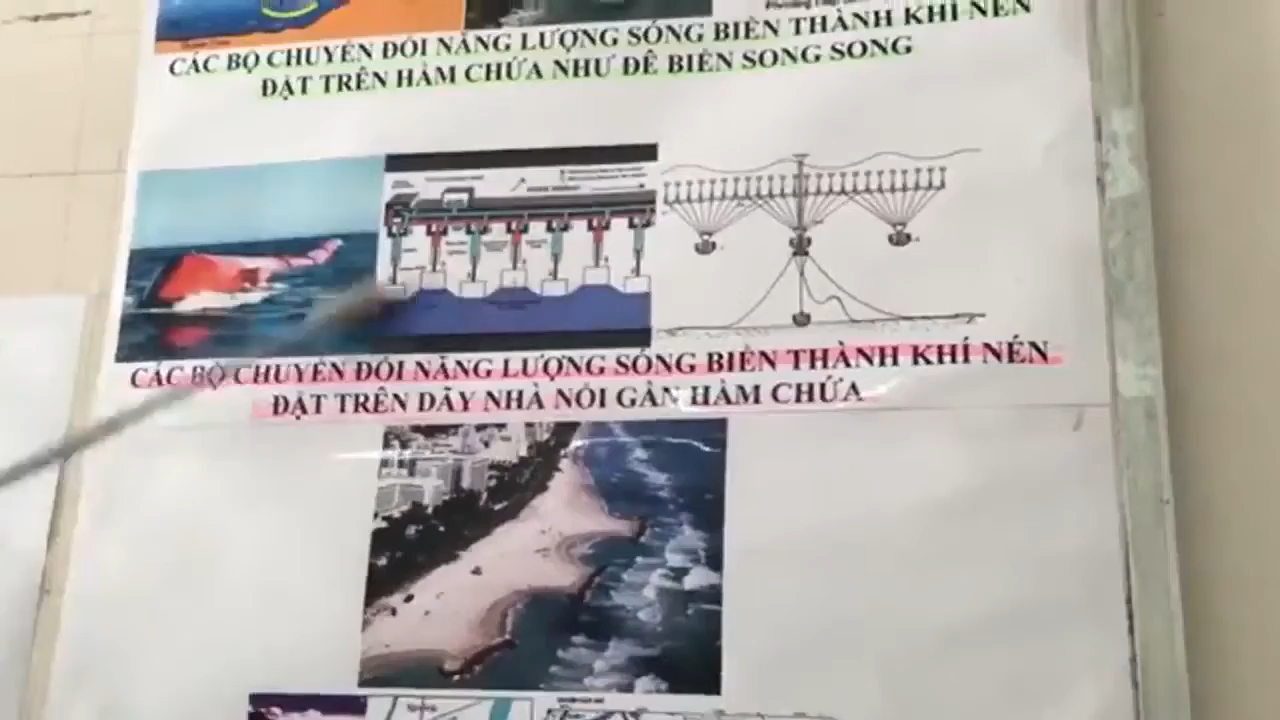 CÁC BỘ CHUYỂN ĐỔI NĂNG LƯỢNG SÓNG BIỂN THÀNH KHÍ NÉN
ĐẶT TRÊN HẦM CHỨA NHƯ ĐÊ BIỂN SONG SONG
CÁC BỘ CHUYỂN ĐỔI NĂNG LƯỢNG SÓNG BIỂN THÀNH KHÍ NÉN
ĐẶT TRÊN DÃY NHÀ NỔI GẦN HẦM CHỨA